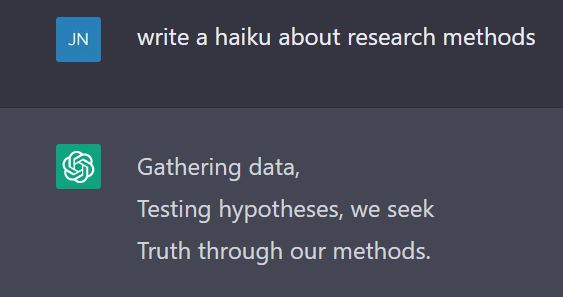 JN
write a haiku about research methods
Gathering data,
Testing hypotheses, we seek
Truth through our methods.